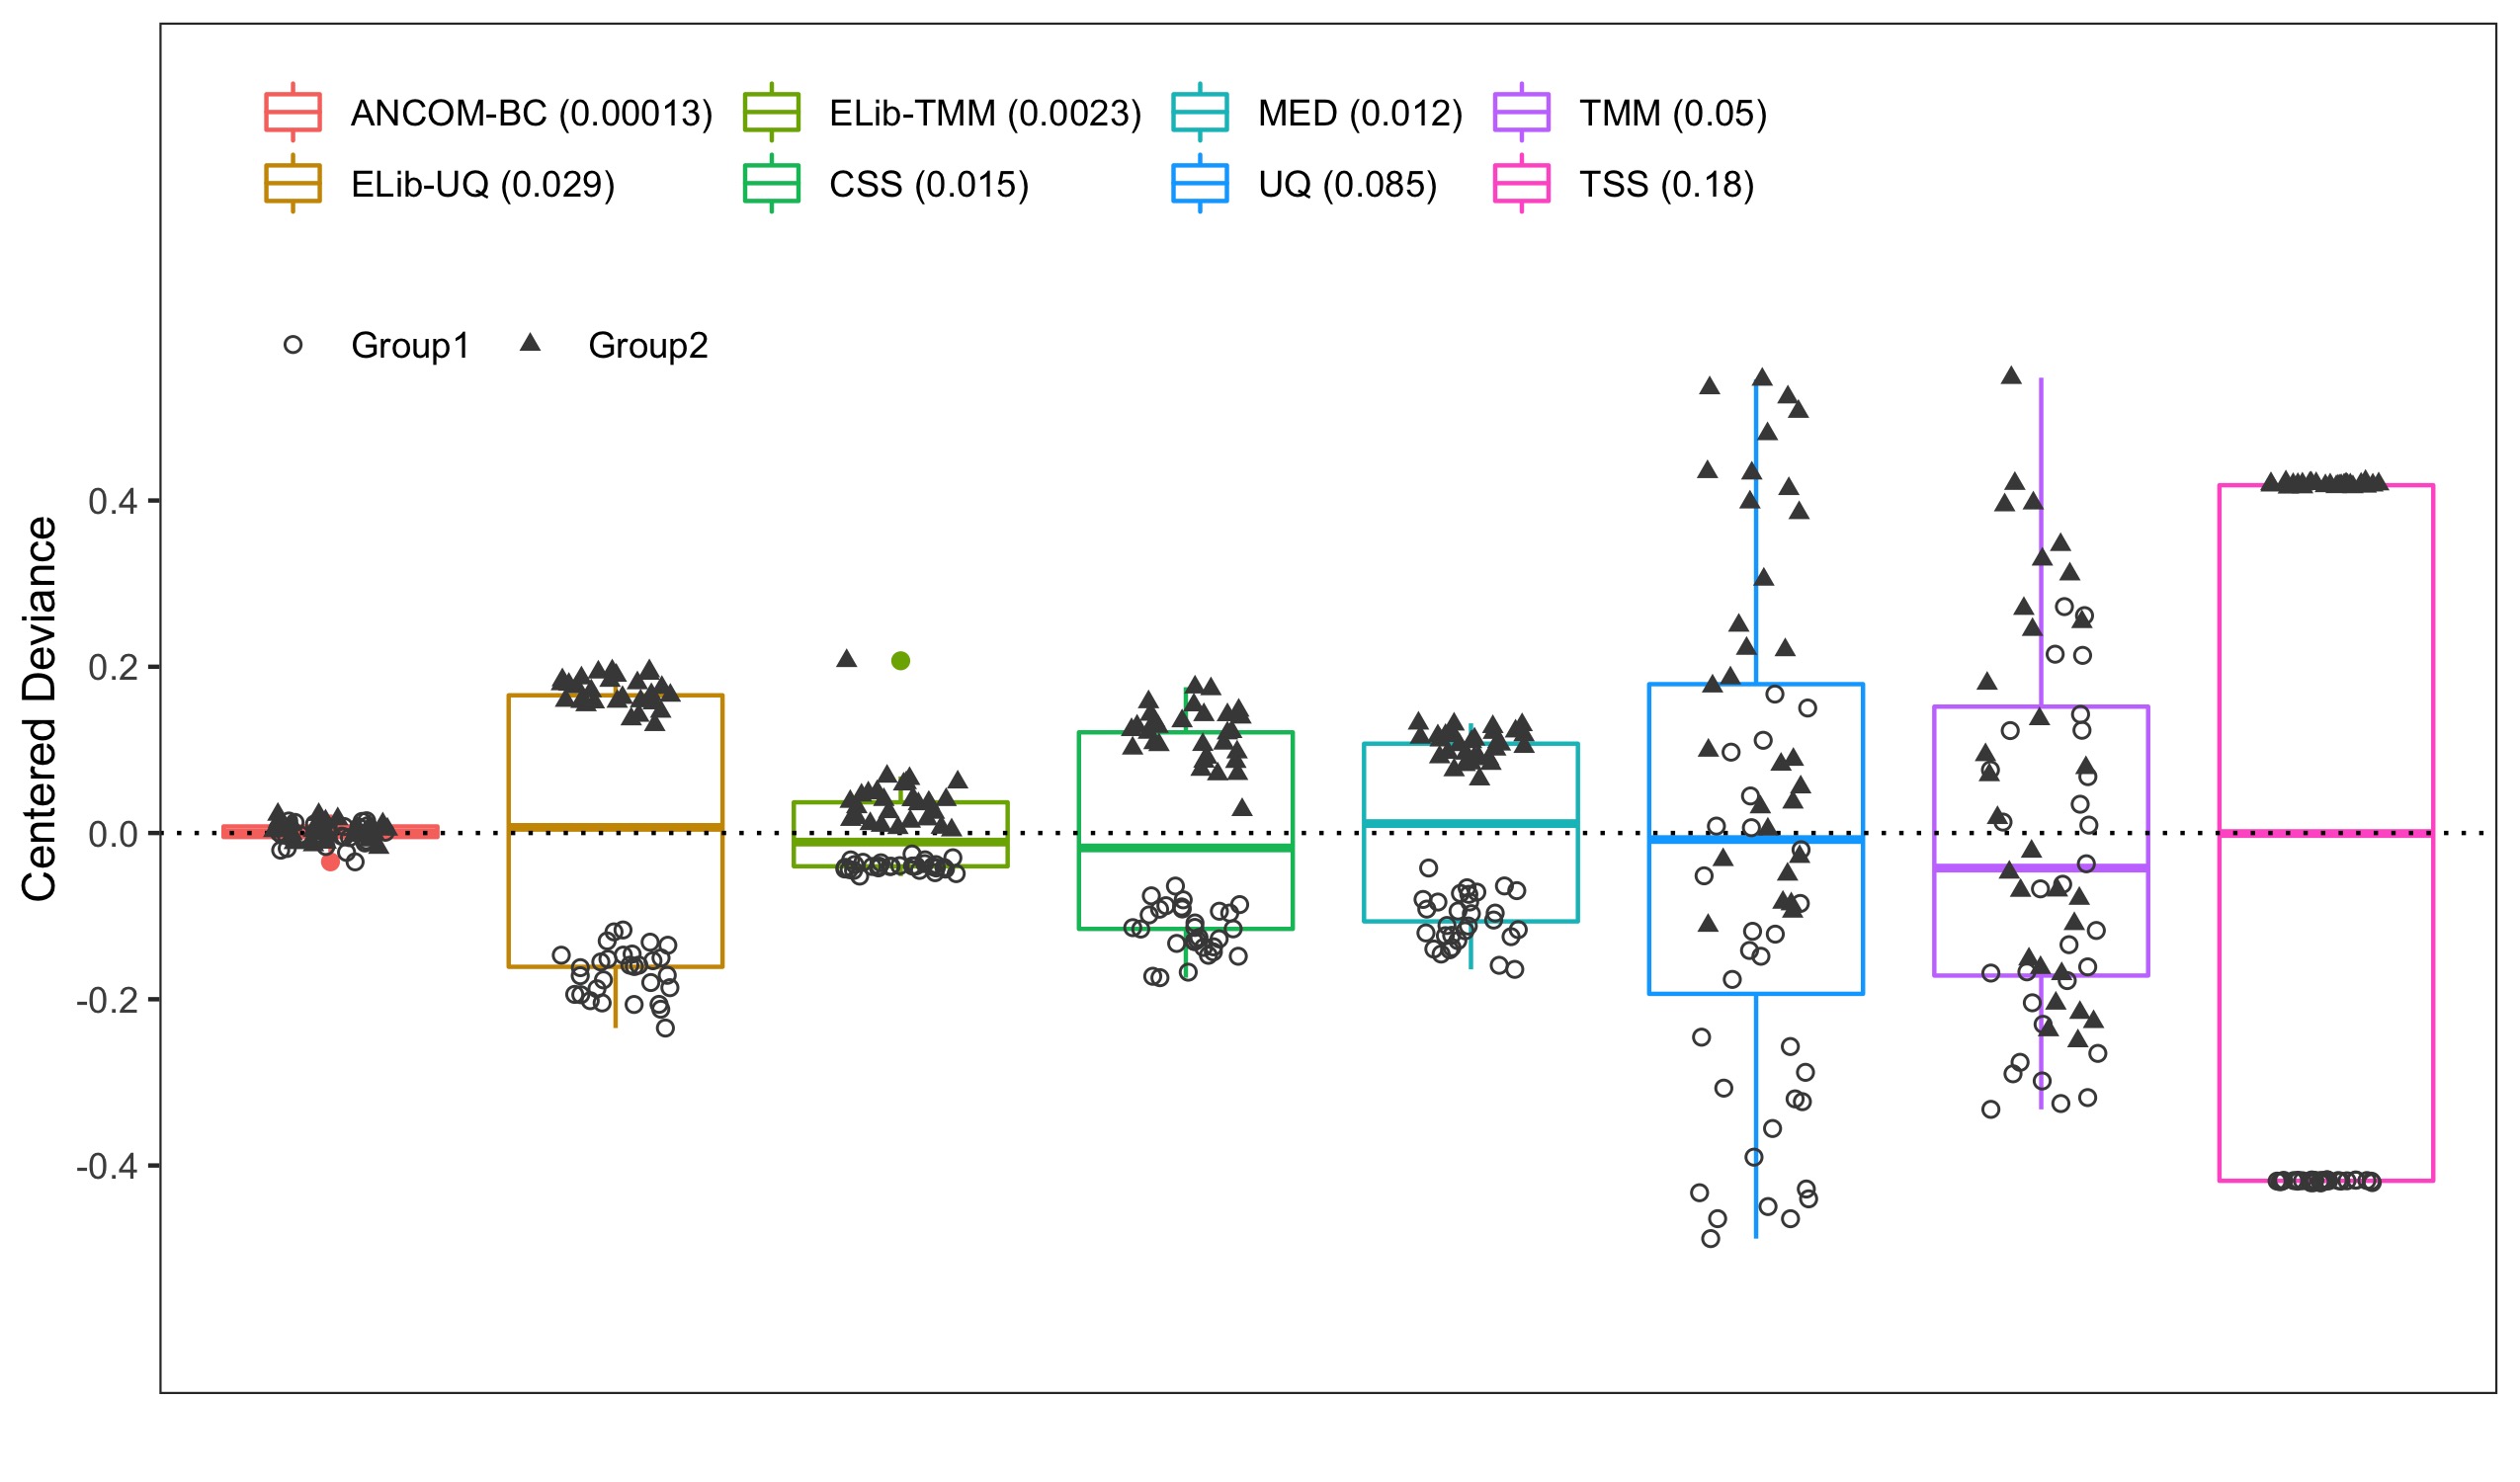 ANCOM-BC (0.00013) ELib-TMM (0.0023) MED (0.012) TMM (0.05)
ELib-UQ (0.029) CSS (0.015) UQ (0.085) TSS (0.18)
Group1 Group2
Centered Deviance
0.4
0.2
0.0
-0.2
-0.4